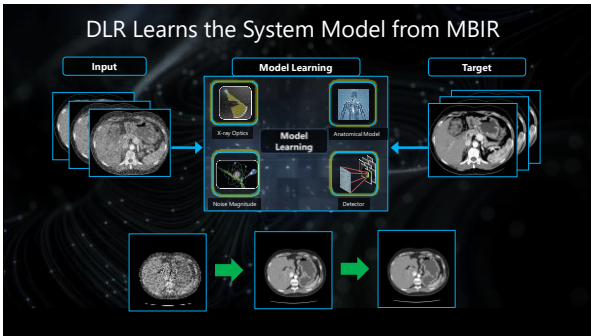 DLR Learns the System Model from MBIR
Input
Model Learning
Target
X-ray Optics
Anatomical Model
Model
Learning
Noise Magnitude
Detector